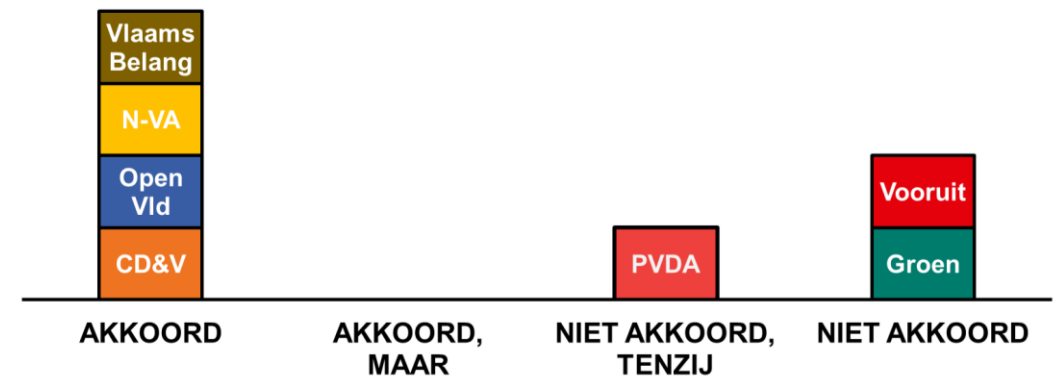 Vlaams
Belang
N-VA
Open
Vld
CD&V
PVDA
Vooruit
Groen
AKKOORD
AKKOORD,
MAAR
NIET AKKOORD,
TENZIJ
NIET AKKOORD